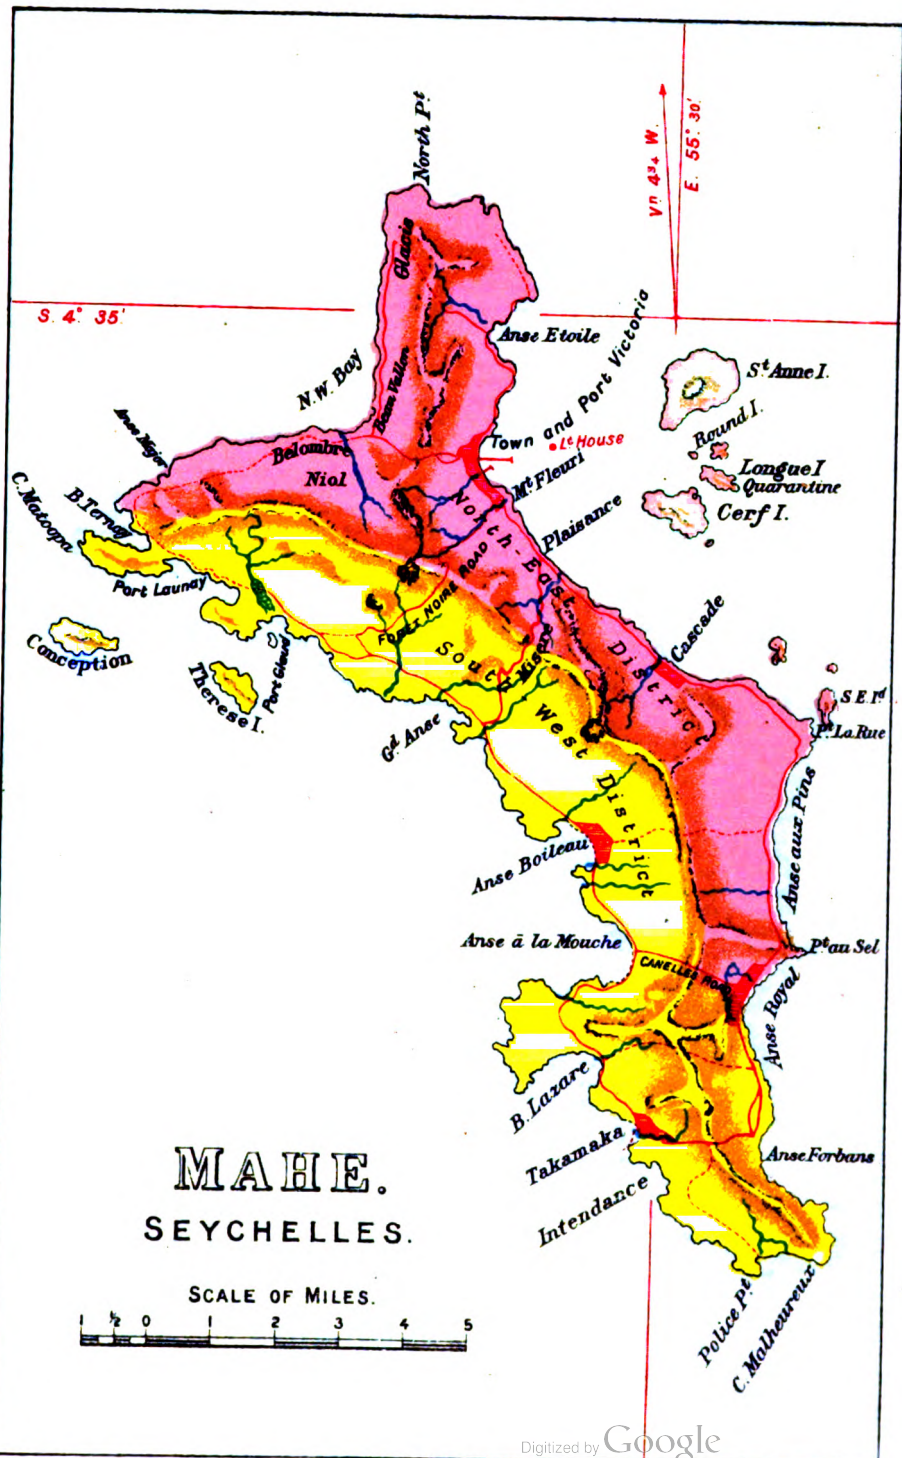 North Pt.
Vn 4¾ W.
E. 55° 30'
S. 4° 35'
Glacis
Anse Etoile
N.W. Bay
Beau Vallon
St Anne I.
Town and Port Victoria
Lt. House
Round I.
Anse Major
Belombre
Niol
Mt Fleuri
Longue I
Quarantine
Cerf I.
C. Matoopa
B. Ternay
North-East District
Plaisance
Port Launay
FORET NOIRE ROAD
Conception
Therese I.
Port Glaud
Cascade
Misere
South West District
S.E. Id
Pt. La Rue
Gd. Anse
Anse aux Pins
Anse Boileau
Anse à la Mouche
Pt au Sel
CANELLES ROAD
Anse Royal
B. Lazare
Takamaka
Anse Forbans
Intendance
Police Pt
C. Malheureux
MAHE.
SEYCHELLES.
SCALE OF MILES.
1 ½ 0 1 2 3 4 5
Digitized by Google